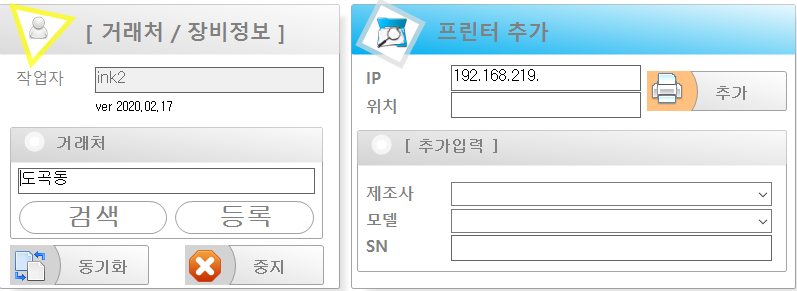 [ 거래처 / 장비정보 ]
작업자 ink2
ver 2020.02.17
거래처
도곡동
검색 등록
동기화 중지
프린터 추가
IP 192.168.219.
위치
추가
[ 추가입력 ]
제조사
모델
SN